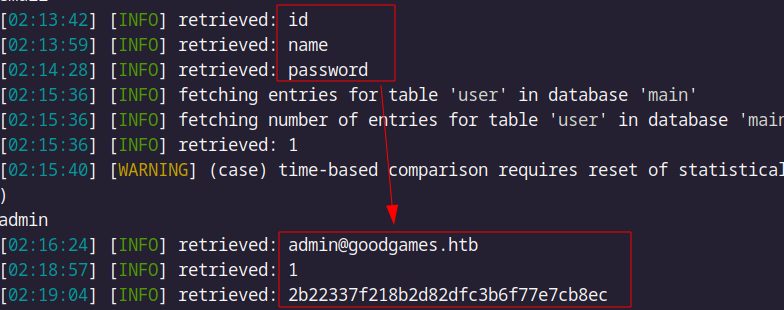 [02:13:42] [INFO] retrieved: id
[02:13:59] [INFO] retrieved: name
[02:14:28] [INFO] retrieved: password
[02:15:36] [INFO] fetching entries for table 'user' in database 'main'
[02:15:36] [INFO] fetching number of entries for table 'user' in database 'main
[02:15:36] [INFO] retrieved: 1
[02:15:40] [WARNING] (case) time-based comparison requires reset of statistical
)
admin
[02:16:24] [INFO] retrieved: admin@goodgames.htb
[02:18:57] [INFO] retrieved: 1
[02:19:04] [INFO] retrieved: 2b22337f218b2d82dfc3b6f77e7cb8ec